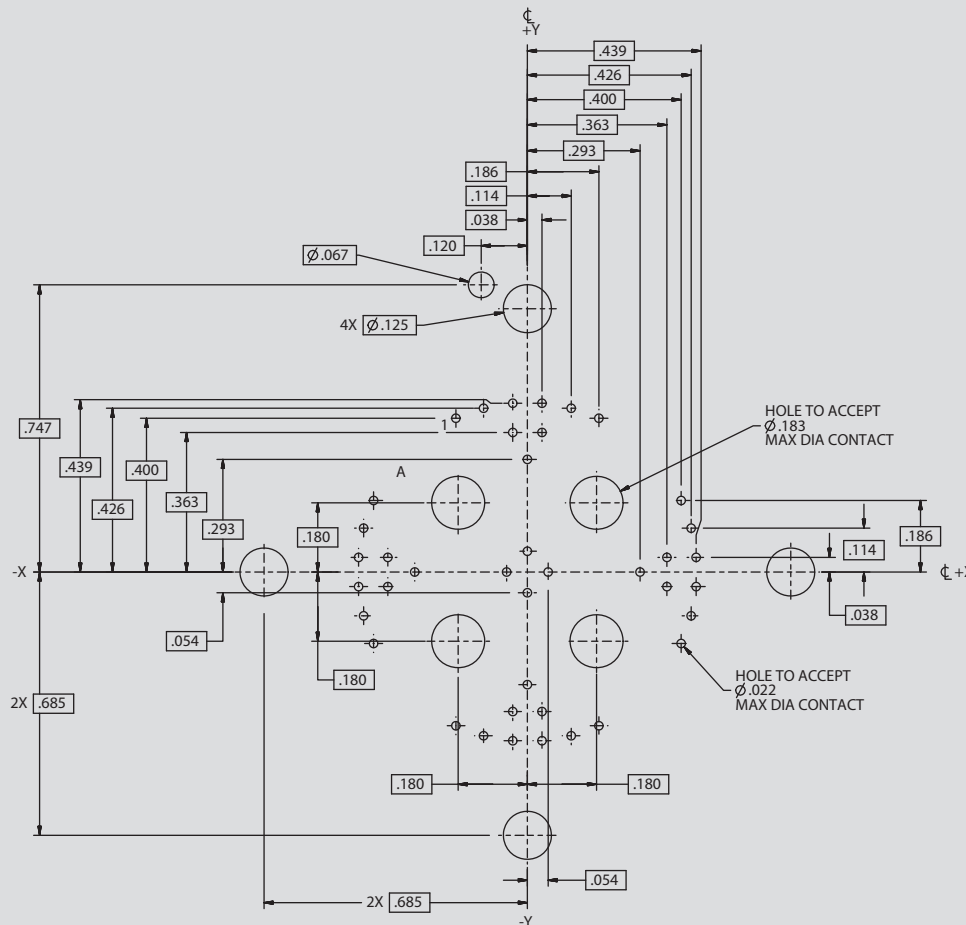 ℄
+Y
.439
.426
.400
.363
.293
.186
.114
.038
.120
Ø.067
4X Ø.125
HOLE TO ACCEPT
Ø.183
MAX DIA CONTACT
.747
.439
.426
.400
.363
.293
1
A
.180
.186
.114
.038
-X
℄ +X
.054
.180
2X .685
HOLE TO ACCEPT
Ø.022
MAX DIA CONTACT
.180
.180
.054
2X .685
-Y